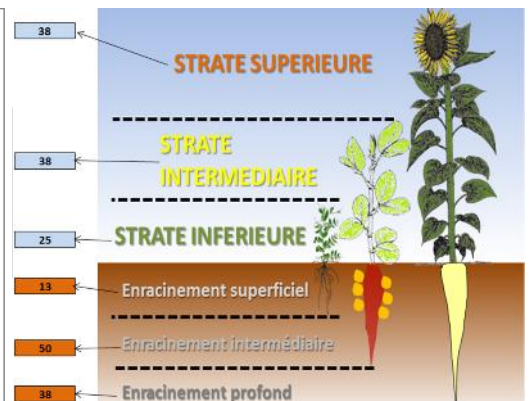 38
STRATE SUPERIEURE
38
STRATE
INTERMEDIAIRE
25
STRATE INFERIEURE
13
Enracinement superficiel
50
Enracinement intermédiaire
38
Enracinement profond